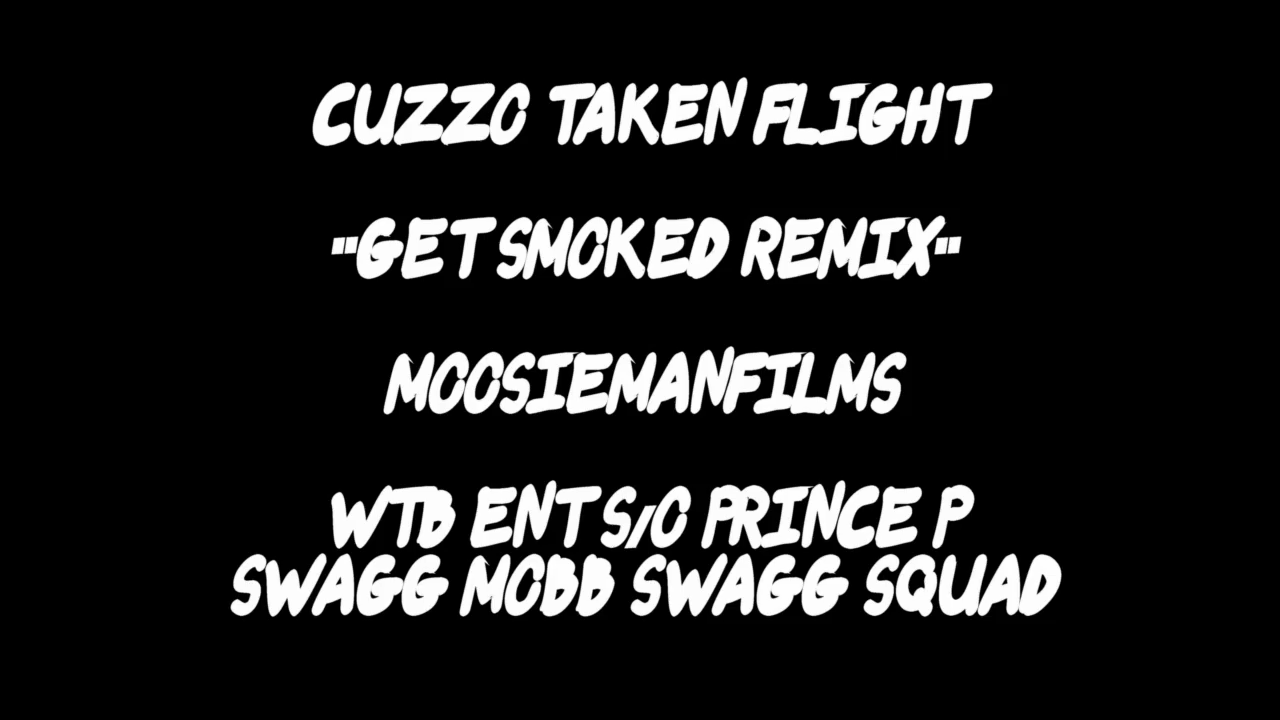 CUZZO TAKEN FLIGHT
"GET SMOKED REMIX"
MOOSIEMANFILMS
WTB ENT S/O PRINCE P
SWAGG MOBB SWAGG SQUAD